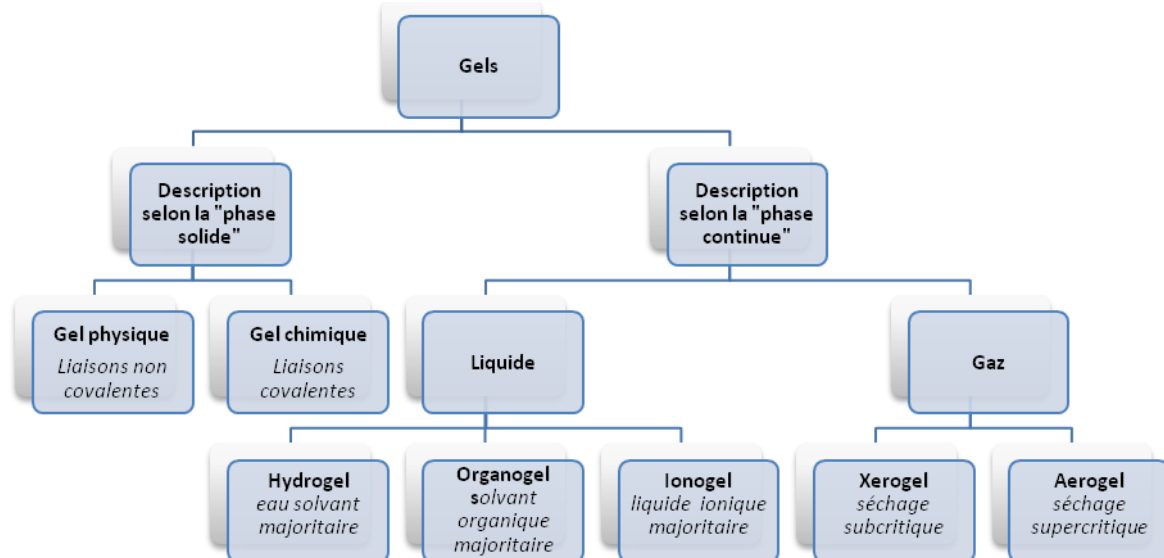 Gels
Description
selon la "phase
solide"
Description
selon la "phase
continue"
Gel physique
Liaisons non
covalentes
Gel chimique
Liaisons
covalentes
Liquide
Gaz
Hydrogel
eau solvant
majoritaire
Organogel
solvant
organique
majoritaire
Ionogel
liquide ionique
majoritaire
Xerogel
séchage
subcritique
Aerogel
séchage
supercritique